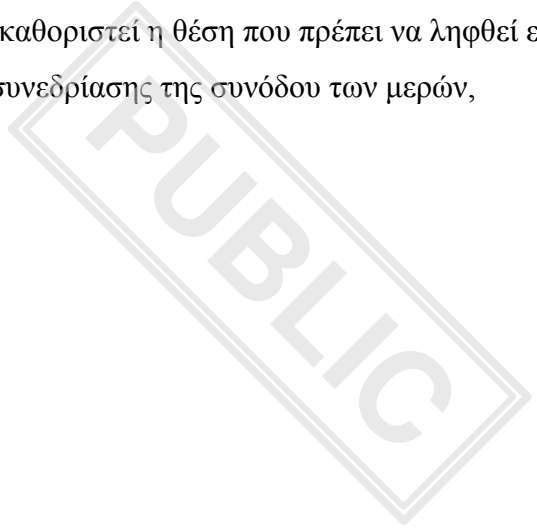 καθοριστεί η θέση που πρέπει να ληφθεί ε
συνεδρίασης της συνόδου των μερών,
PUBLIC